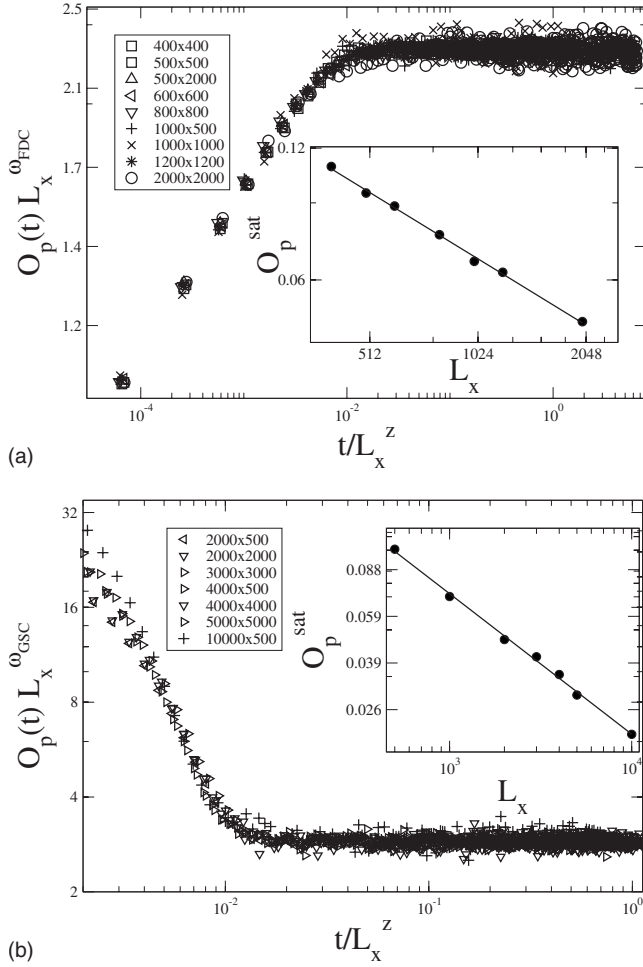 2.5
2.1
1.7
1.4
1.2
O_p(t) L_x^{ω_FDC}
400x400
500x500
500x2000
600x600
800x800
1000x500
1000x1000
1200x1200
2000x2000
0.12
0.06
O_p^{sat}
512
1024
2048
L_x
10^{-4}
10^{-2}
10^{0}
t/L_x^z
(a)
32
16
8
4
2
O_p(t) L_x^{ω_GSC}
2000x500
2000x2000
3000x3000
4000x500
4000x4000
5000x5000
10000x500
0.088
0.059
0.039
0.026
O_p^{sat}
10^3
10^4
L_x
10^{-2}
10^{-1}
10^0
t/L_x^z
(b)